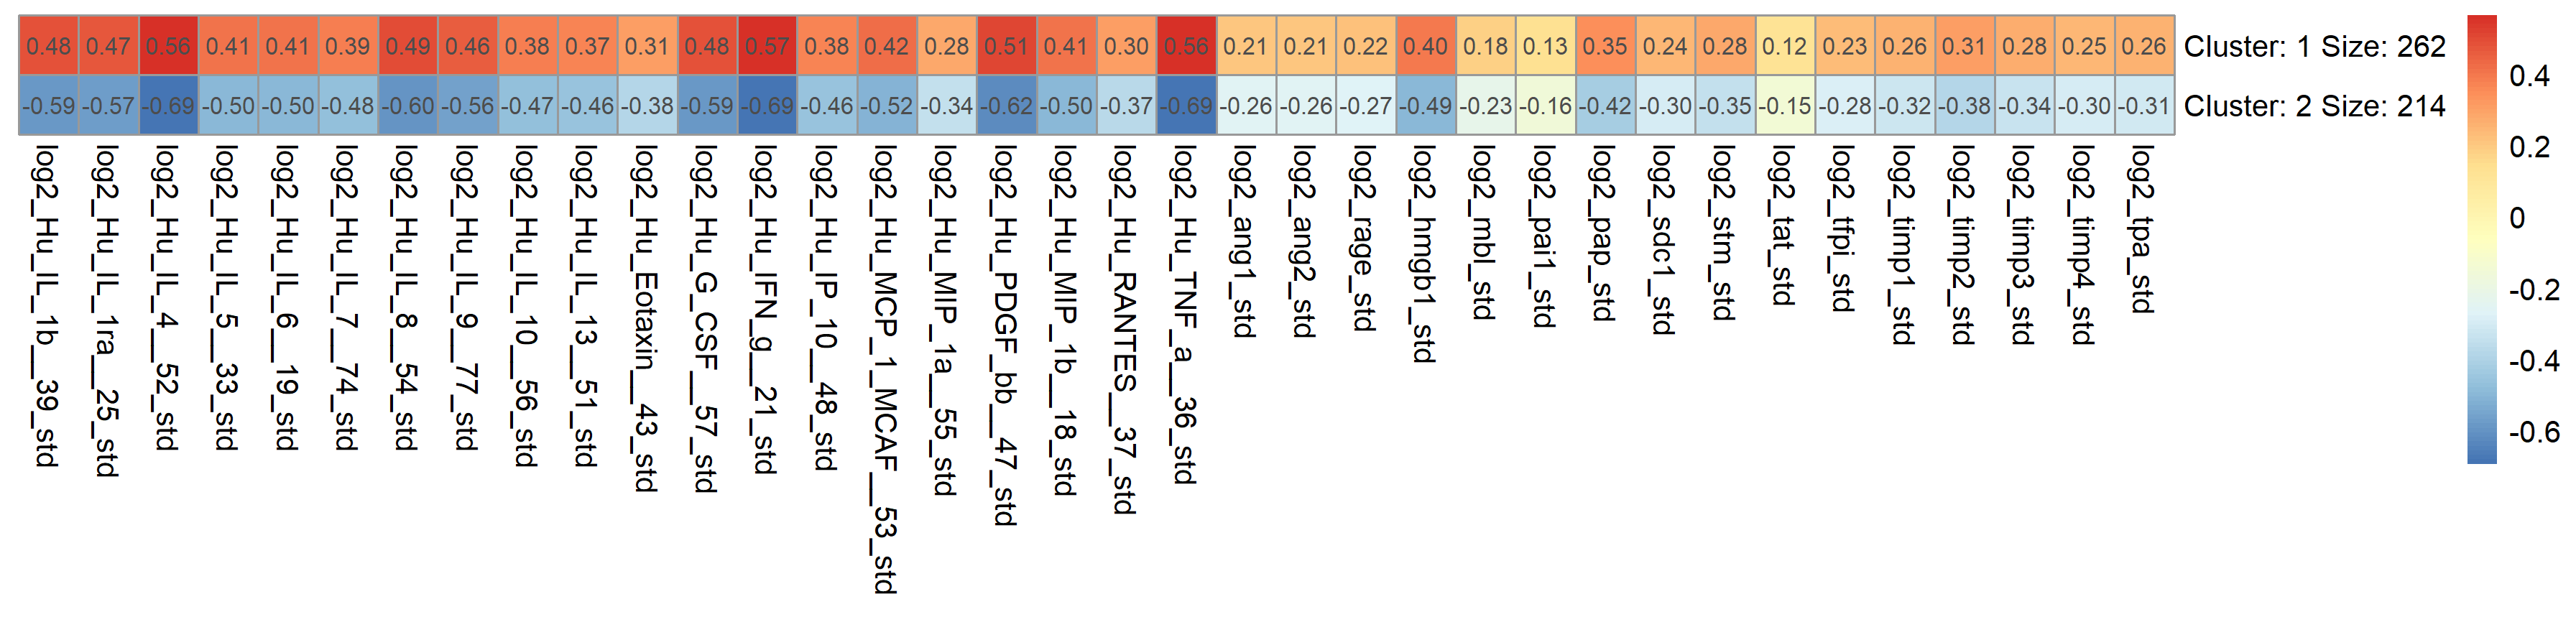 0.48 0.47 0.56 0.41 0.41 0.39 0.49 0.46 0.38 0.37 0.31 0.48 0.57 0.38 0.42 0.28 0.51 0.41 0.30 0.56 0.21 0.21 0.22 0.40 0.18 0.13 0.35 0.24 0.28 0.12 0.23 0.26 0.31 0.28 0.25 0.26 Cluster: 1 Size: 262
-0.59 -0.57 -0.69 -0.50 -0.50 -0.48 -0.60 -0.56 -0.47 -0.46 -0.38 -0.59 -0.69 -0.46 -0.52 -0.34 -0.62 -0.50 -0.37 -0.69 -0.26 -0.26 -0.27 -0.49 -0.23 -0.16 -0.42 -0.30 -0.35 -0.15 -0.28 -0.32 -0.38 -0.34 -0.30 -0.31 Cluster: 2 Size: 214
log2_Hu_IL_1b__39_std
log2_Hu_IL_1ra__25_std
log2_Hu_IL_4__52_std
log2_Hu_IL_5__33_std
log2_Hu_IL_6__19_std
log2_Hu_IL_7__74_std
log2_Hu_IL_8__54_std
log2_Hu_IL_9__77_std
log2_Hu_IL_10__56_std
log2_Hu_IL_13__51_std
log2_Hu_Eotaxin__43_std
log2_Hu_G_CSF__57_std
log2_Hu_IFN_g__21_std
log2_Hu_IP_10__48_std
log2_Hu_MCP_1_MCAF__53_std
log2_Hu_MIP_1a__55_std
log2_Hu_PDGF_bb__47_std
log2_Hu_MIP_1b__18_std
log2_Hu_RANTES__37_std
log2_Hu_TNF_a__36_std
log2_ang1_std
log2_ang2_std
log2_rage_std
log2_hmgb1_std
log2_mbl_std
log2_pai1_std
log2_pap_std
log2_sdc1_std
log2_stm_std
log2_tat_std
log2_tfpi_std
log2_timp1_std
log2_timp2_std
log2_timp3_std
log2_timp4_std
log2_tpa_std
0.4
0.2
0
-0.2
-0.4
-0.6